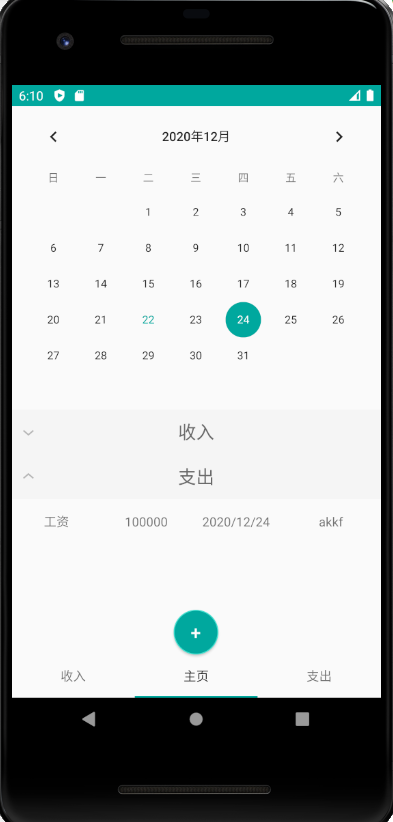 6:10
2020年12月
日 一 二 三 四 五 六
1 2 3 4 5
6 7 8 9 10 11 12
13 14 15 16 17 18 19
20 21 22 23 24 25 26
27 28 29 30 31
收入
支出
工资 100000 2020/12/24 akkf
+
收入 主页 支出